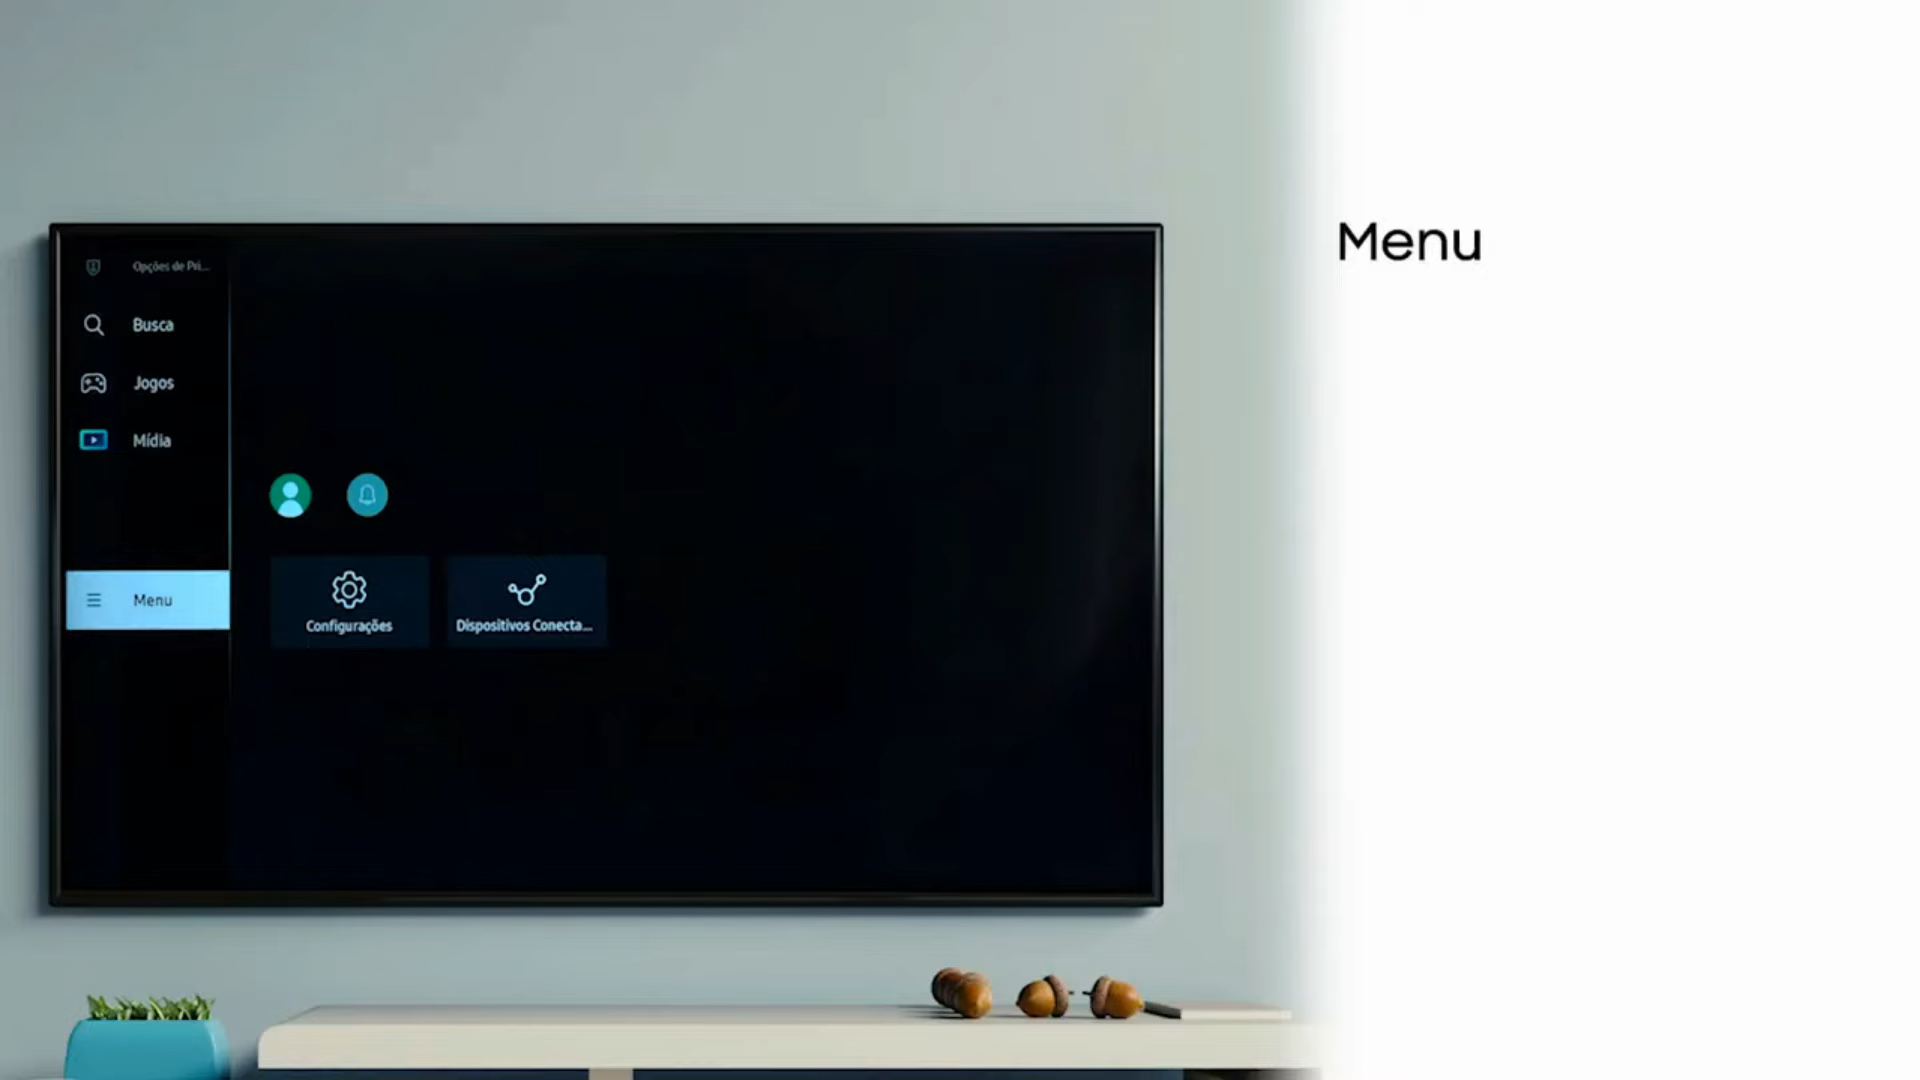 Opções de Pri...
Busca
Jogos
Mídia
Menu
Configurações
Dispositivos Conecta...
Menu